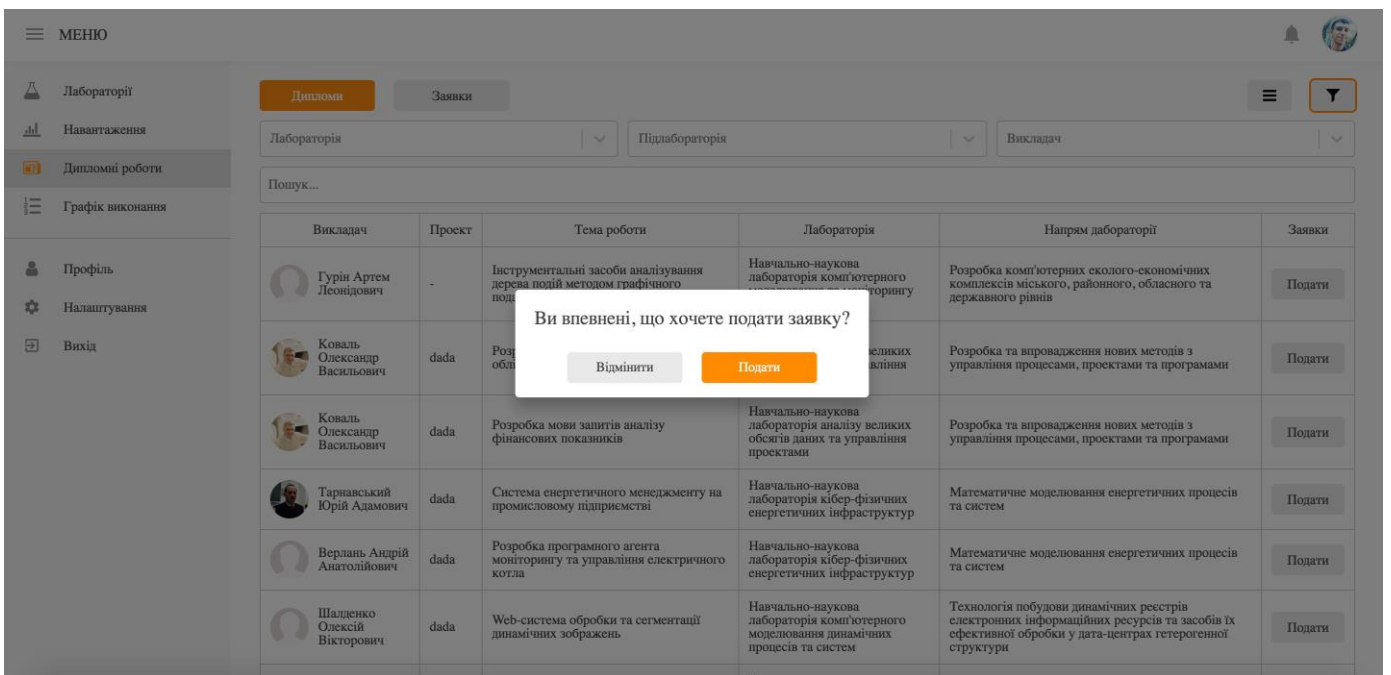 МЕНЮ
Лабораторії
Навантаження
Дипломні роботи
Графік виконання
Профіль
Налаштування
Вихід
Дипломи
Заявки
Лабораторія
Підлабораторія
Викладач
Пошук...
Викладач
Проект
Тема роботи
Лабораторія
Напрям дабораторії
Заявки
Гурін Артем
Леонідович
-
Інструментальні засоби аналізування
дерева подій методом графічного
Навчально-наукова
лабораторія комп'ютерного
Розробка комп'ютерних еколого-економічних
комплексів міського, районного, обласного та
державного рівнів
Подати
Ви впевнені, що хочете подати заявку?
Відмінити
Подати
Коваль
Олександр
Васильович
dada
великих
Розробка та впровадження нових методів з
управління процесами, проектами та програмами
Подати
Коваль
Олександр
Васильович
dada
Розробка мови запитів аналізу
фінансових показників
Навчально-наукова
лабораторія аналізу великих
обсягів даних та управління
проектами
Розробка та впровадження нових методів з
управління процесами, проектами та програмами
Подати
Тарнавський
Юрій Адамович
dada
Система енергетичного менеджменту на
промисловому підприємстві
Навчально-наукова
лабораторія кібер-фізичних
енергетичних інфраструктур
Математичне моделювання енергетичних процесів
та систем
Подати
Верлань Андрій
Анатолійович
dada
Розробка програмного агента
моніторингу та управління електричного
котла
Навчально-наукова
лабораторія кібер-фізичних
енергетичних інфраструктур
Математичне моделювання енергетичних процесів
та систем
Подати
Шалденко
Олексій
Вікторович
dada
Web-система обробки та сегментації
динамічних зображень
Навчально-наукова
лабораторія комп'ютерного
моделювання динамічних
процесів та систем
Технологія побудови динамічних реєстрів
електронних інформаційних ресурсів та засобів їх
ефективної обробки у дата-центрах гетерогенної
структури
Подати